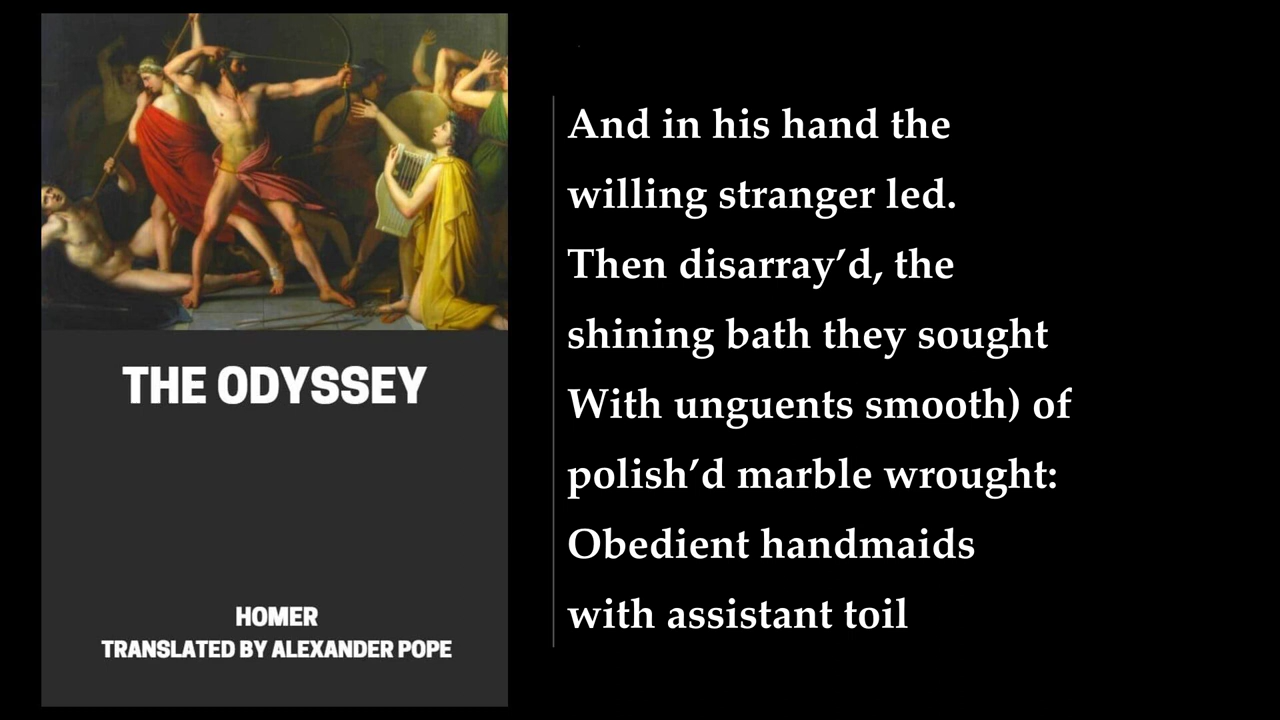 THE ODYSSEY
HOMER
TRANSLATED BY ALEXANDER POPE
And in his hand the
willing stranger led.
Then disarray’d, the
shining bath they sought
With unguents smooth) of
polish’d marble wrought:
Obedient handmaids
with assistant toil